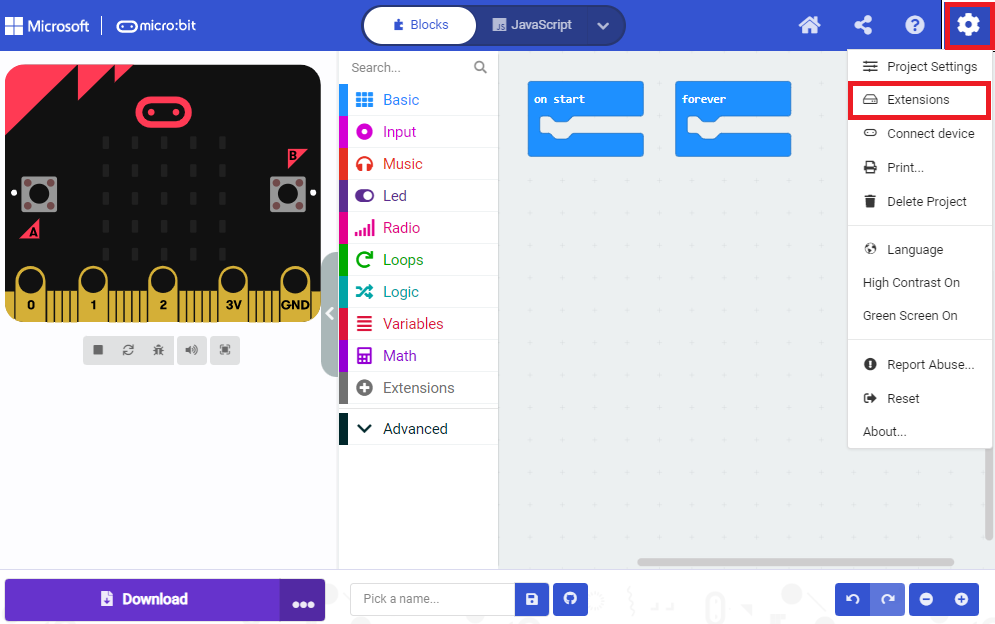 Microsoft micro:bit
Blocks
JavaScript
Project Settings
Extensions
Connect device
Print...
Delete Project
Language
High Contrast On
Green Screen On
Report Abuse...
Reset
About...
B
A
0 1 2 3V GND
Search...
Basic
Input
Music
Led
Radio
Loops
Logic
Variables
Math
Extensions
Advanced
on start
forever
Download
Pick a name...